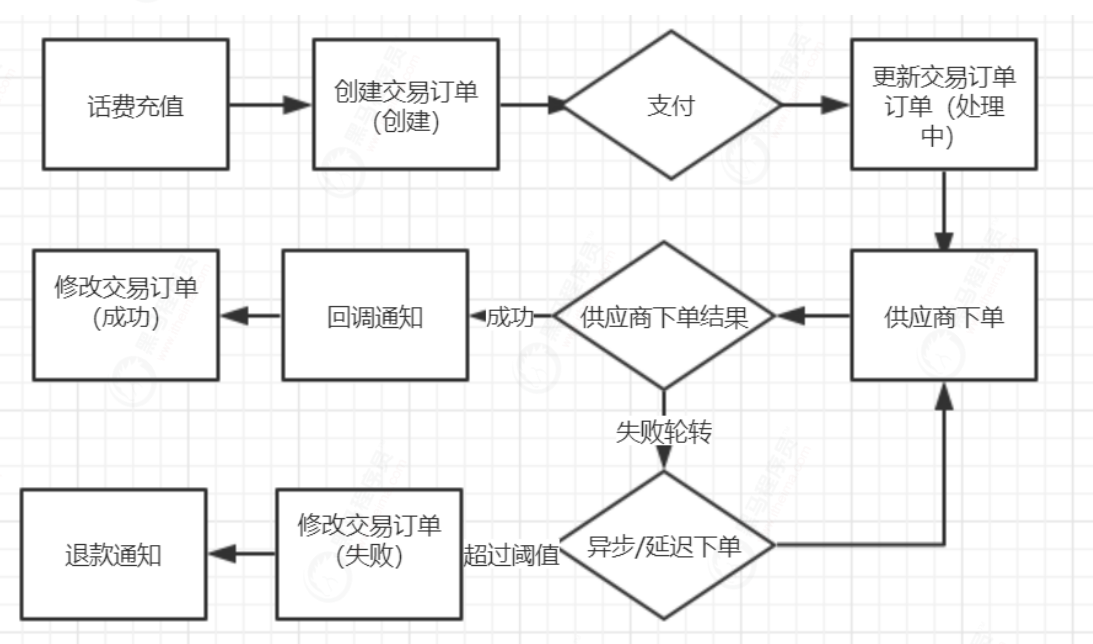 话费充值
创建交易订单
（创建）
支付
更新交易订单
订单（处理
中）
修改交易订单
（成功）
回调通知
成功
供应商下单结果
供应商下单
失败轮转
退款通知
修改交易订单
（失败）
超过阈值
异步/延迟下单